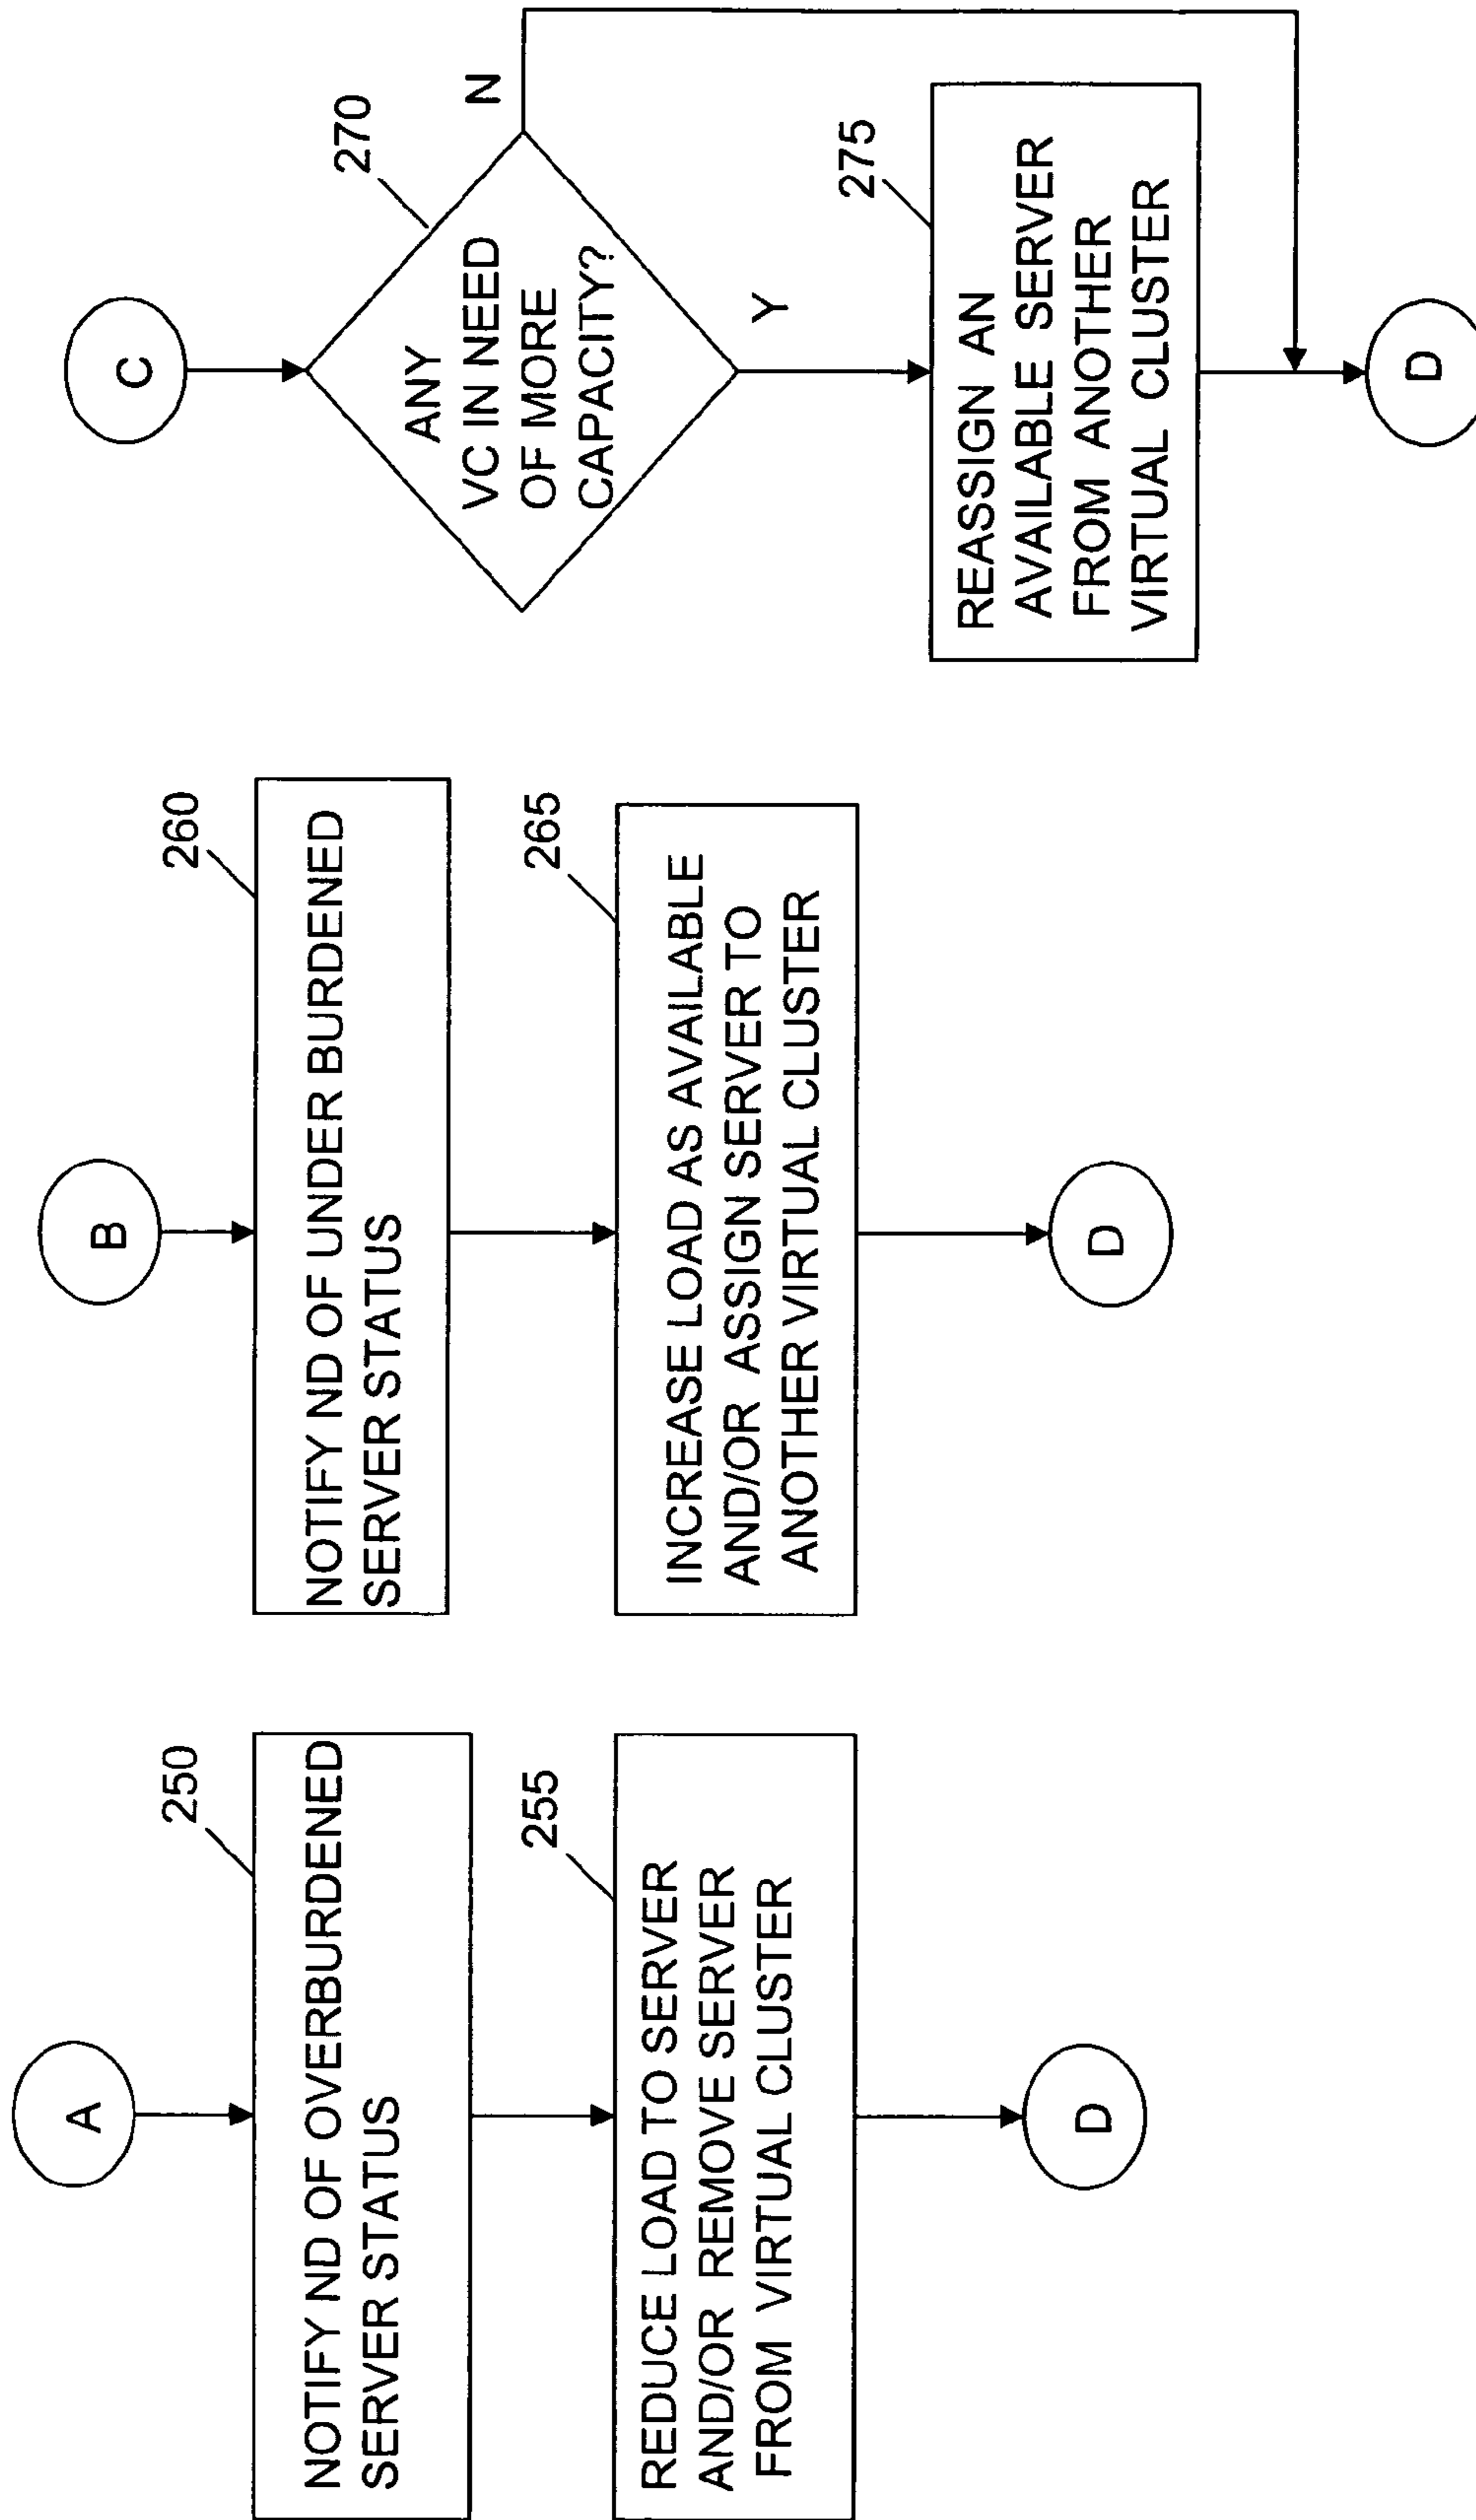 A
250
NOTIFY ND OF OVERBURDENED
SERVER STATUS
255
REDUCE LOAD TO SERVER
AND/OR REMOVE SERVER
FROM VIRTUAL CLUSTER
D
B
260
NOTIFY ND OF UNDER BURDENED
SERVER STATUS
265
INCREASE LOAD AS AVAILABLE
AND/OR ASSIGN SERVER TO
ANOTHER VIRTUAL CLUSTER
D
C
270
ANY
VC IN NEED
OF MORE
CAPACITY?
N
Y
275
REASSIGN AN
AVAILABLE SERVER
FROM ANOTHER
VIRTUAL CLUSTER
D